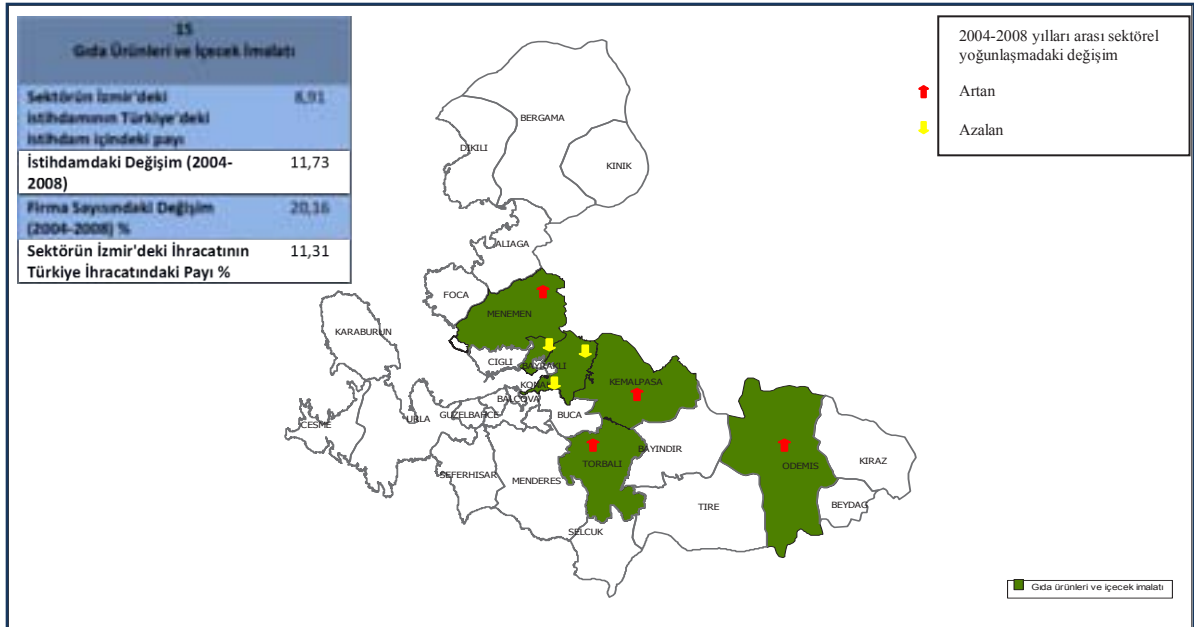 15
Gıda Ürünleri ve İçecek İmalatı
Sektörün İzmir'deki
istihdamının Türkiye'deki
istihdam içindeki payı
8,91
İstihdamdaki Değişim (2004-
2008)
11,73
Firma Sayısındaki Değişim
(2004-2008) %
20,16
Sektörün İzmir'deki İhracatının
Türkiye İhracatındaki Payı %
11,31
2004-2008 yılları arası sektörel
yoğunlaşmadaki değişim
Artan
Azalan
BERGAMA
DIKILI
KINIK
ALIAGA
FOCA
MENEMEN
KARABURUN
CIGLI
BAYRAKLI
KEMALPASA
KONAK
BALCOVA
CESME
URLA
GUZELBAHCE
BUCA
BAYINDIR
TORBALI
ODEMIS
KIRAZ
SEFERHISAR
MENDERES
TIRE
BEYDAG
SELCUK
Gıda ürünleri ve içecek imalatı